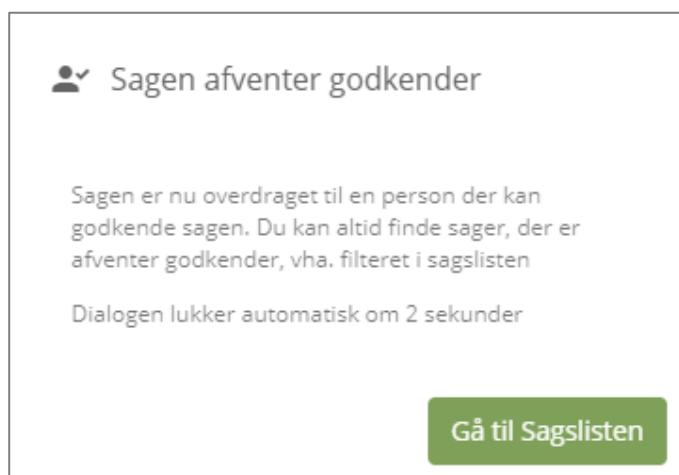 Sagen afventer godkender
Sagen er nu overdraget til en person der kan
godkende sagen. Du kan altid finde sager, der er
afventer godkender, vha. filteret i sagslisten
Dialogen lukker automatisk om 2 sekunder
Gå til Sagslisten